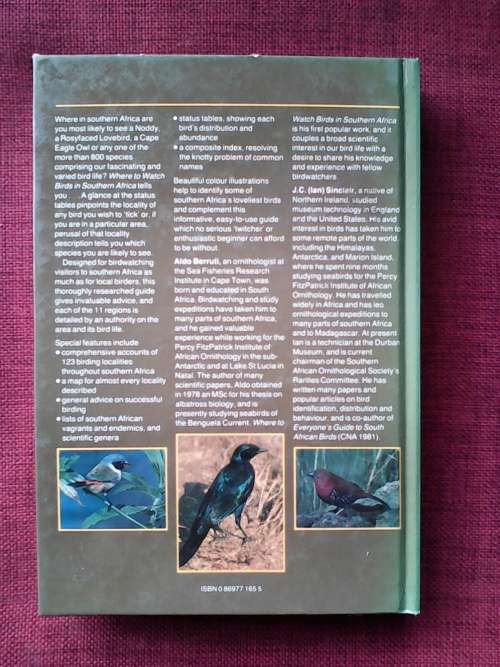 Where in southern Africa are
you most likely to see a Noddy,
a Rosyfaced Lovebird, a Cape
Eagle Owl or any one of the
more than 800 species
comprising our fascinating and
varied bird life? Where to Watch
Birds in Southern Africa tells
you . . . A glance at the status
tables pinpoints the locality of
any bird you wish to 'tick' or, if
you are in a particular area,
perusal of that locality
description tells you which
species you are likely to see.
Designed for birdwatching
visitors to southern Africa as
much as for local birders, this
thoroughly researched guide
gives invaluable advice, and
each of the 11 regions is
detailed by an authority on the
area and its bird life.
Special features include
• comprehensive accounts of
123 birding localities
throughout southern Africa
• a map for almost every locality
described
• general advice on successful
birding
• lists of southern African
vagrants and endemics, and
scientific genera
• status tables, showing each
bird's distribution and
abundance
• a composite index, resolving
the knotty problem of common
names
Beautiful colour illustrations
help to identify some of
southern Africa's loveliest birds
and complement this
informative, easy-to-use guide
which no serious 'twitcher' or
enthusiastic beginner can afford
to be without.
Aldo Berruti, an ornithologist at
the Sea Fisheries Research
Institute in Cape Town, was
born and educated in South
Africa. Birdwatching and study
expeditions have taken him to
many parts of southern Africa,
and he gained valuable
experience while working for the
Percy FitzPatrick Institute of
African Ornithology in the sub-
Antarctic and at Lake St Lucia in
Natal. The author of many
scientific papers, Aldo obtained
in 1978 an MSc for his thesis on
albatross biology, and is
presently studying seabirds of
the Benguela Current. Where to
Watch Birds in Southern Africa
is his first popular work, and it
couples a broad scientific
interest in our bird life with a
desire to share his knowledge
and experience with fellow
birdwatchers.
J.C. (Ian) Sinclair, a native of
Northern Ireland, studied
museum technology in England
and the United States. His avid
interest in birds has taken him to
some remote parts of the world,
including the Himalayas,
Antarctica, and Marion Island,
where he spent nine months
studying seabirds for the Percy
FitzPatrick Institute of African
Ornithology. He has travelled
widely in Africa and has led
ornithological expeditions to
many parts of southern Africa
and to Madagascar. At present
Ian is a technician at the Durban
Museum, and is current
chairman of the Southern
African Ornithological Society's
Rarities Committee. He has
written many papers and
popular articles on bird
identification, distribution and
behaviour, and is co-author of
Everyone's Guide to South
African Birds (CNA 1981).
ISBN 0 86977 165 5